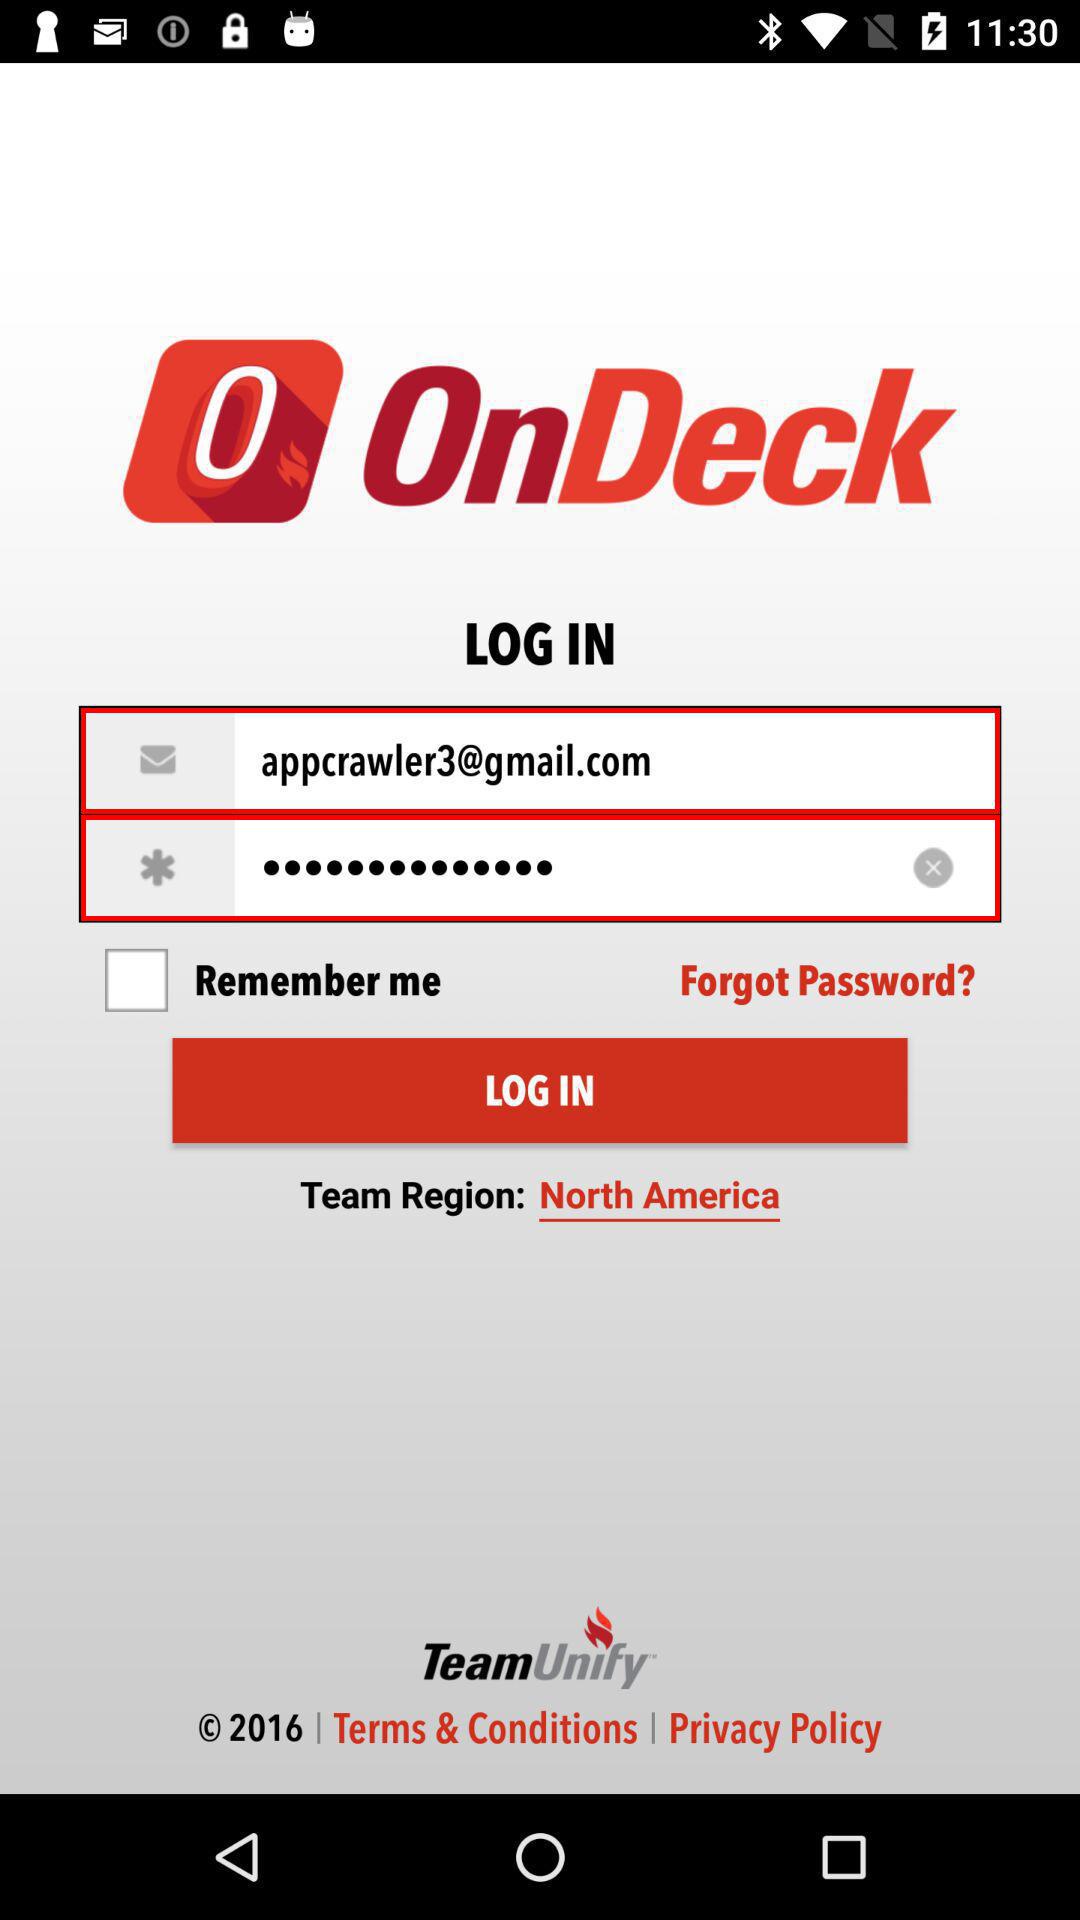 11:30
OnDeck
LOG IN
appcrawler3@gmail.com
••••••••••••••
Remember me Forgot Password?
LOG IN
Team Region: North America
TeamUnify™
© 2016 | Terms & Conditions | Privacy Policy